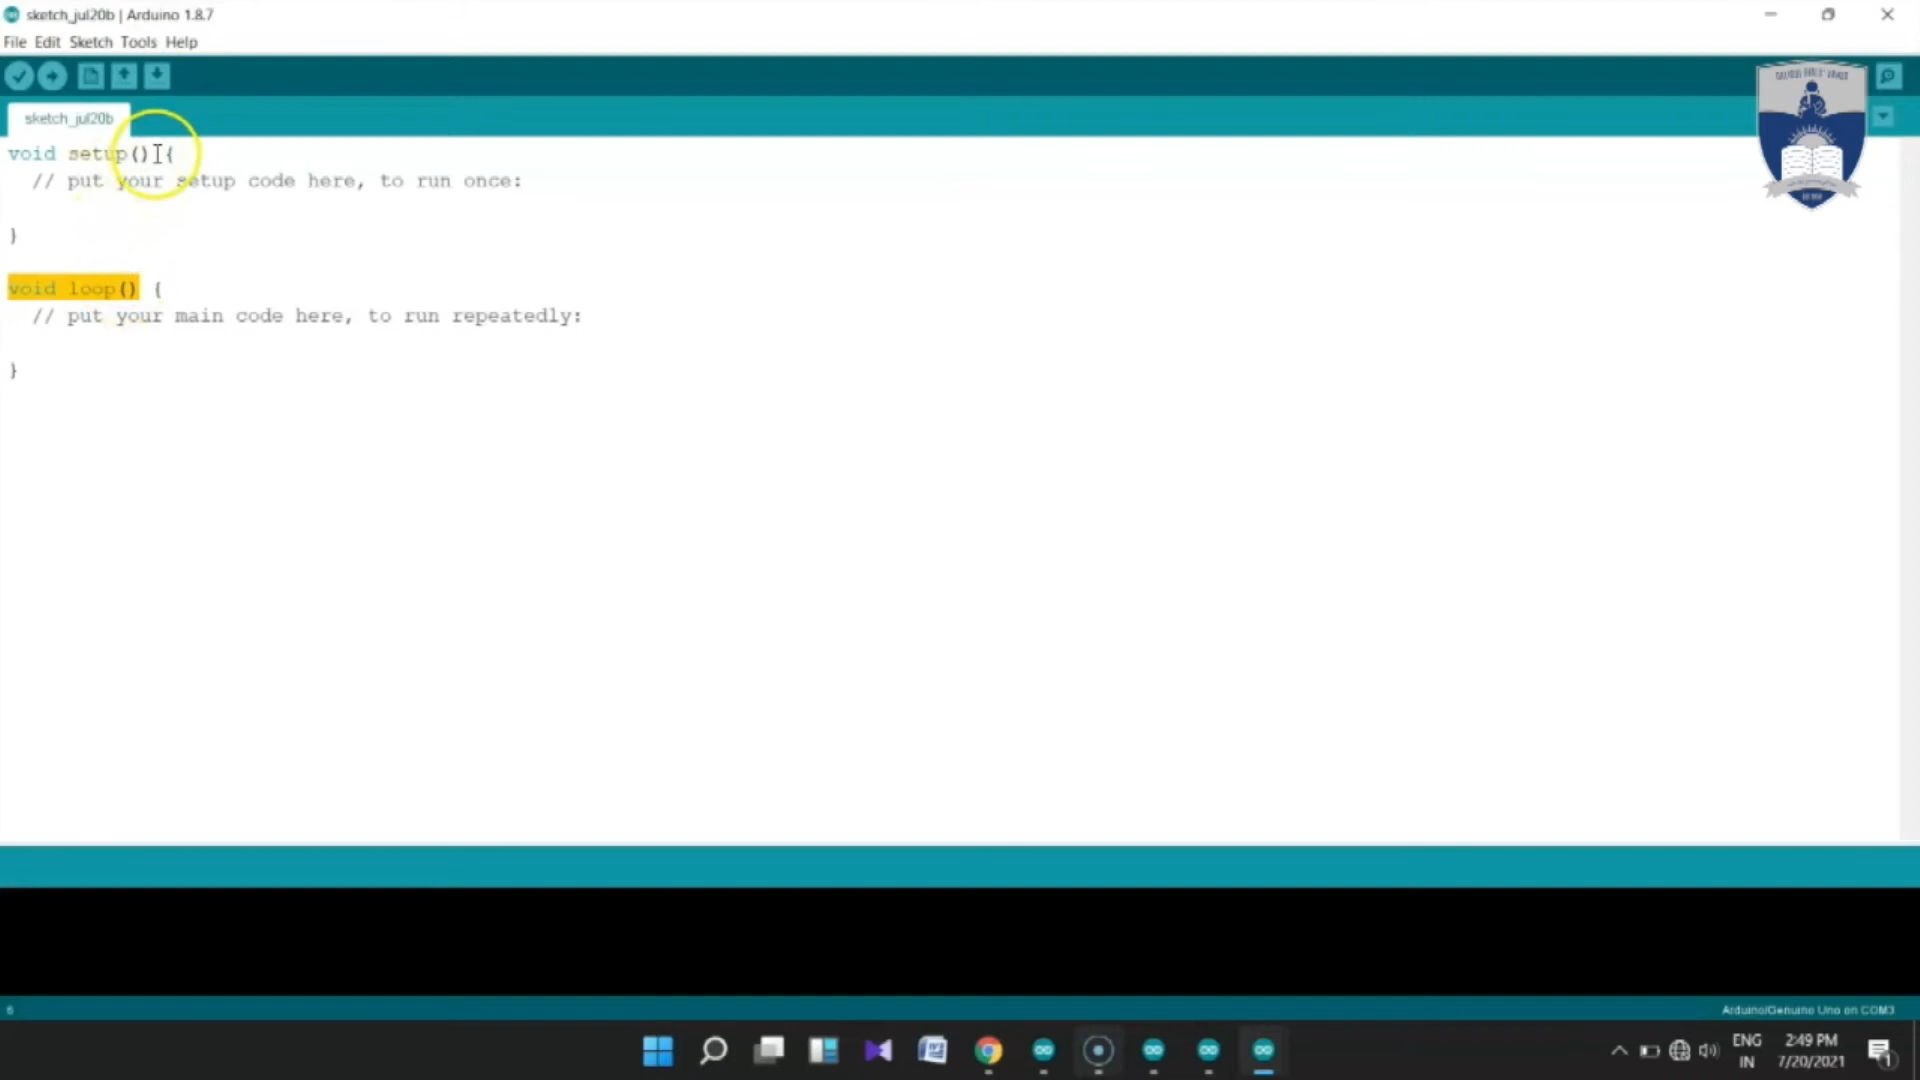 sketch_jul20b | Arduino 1.8.7
File Edit Sketch Tools Help
sketch_jul20b
void setup() {
// put your setup code here, to run once:
}
void loop() {
// put your main code here, to run repeatedly:
}
6
Arduino/Genuino Uno on COM3
ENG
IN
2:49 PM
7/20/2021
1